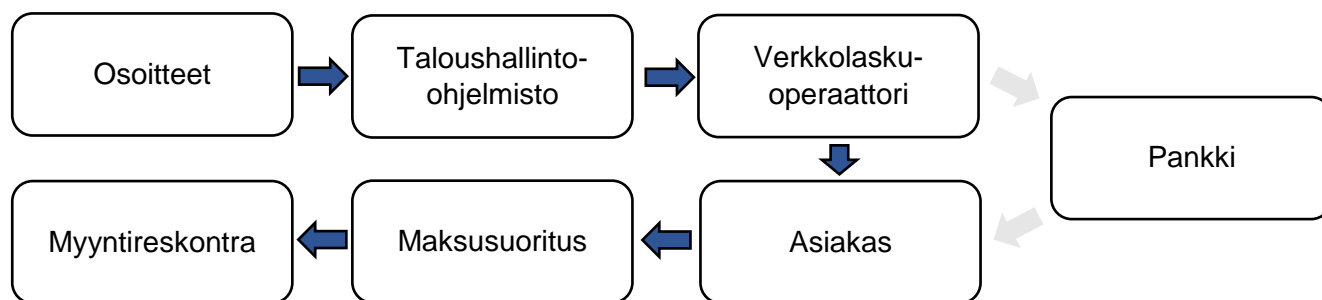 Osoitteet
Taloushallinto-
ohjelmisto
Verkkolasku-
operaattori
Pankki
Myyntireskontra
Maksusuoritus
Asiakas